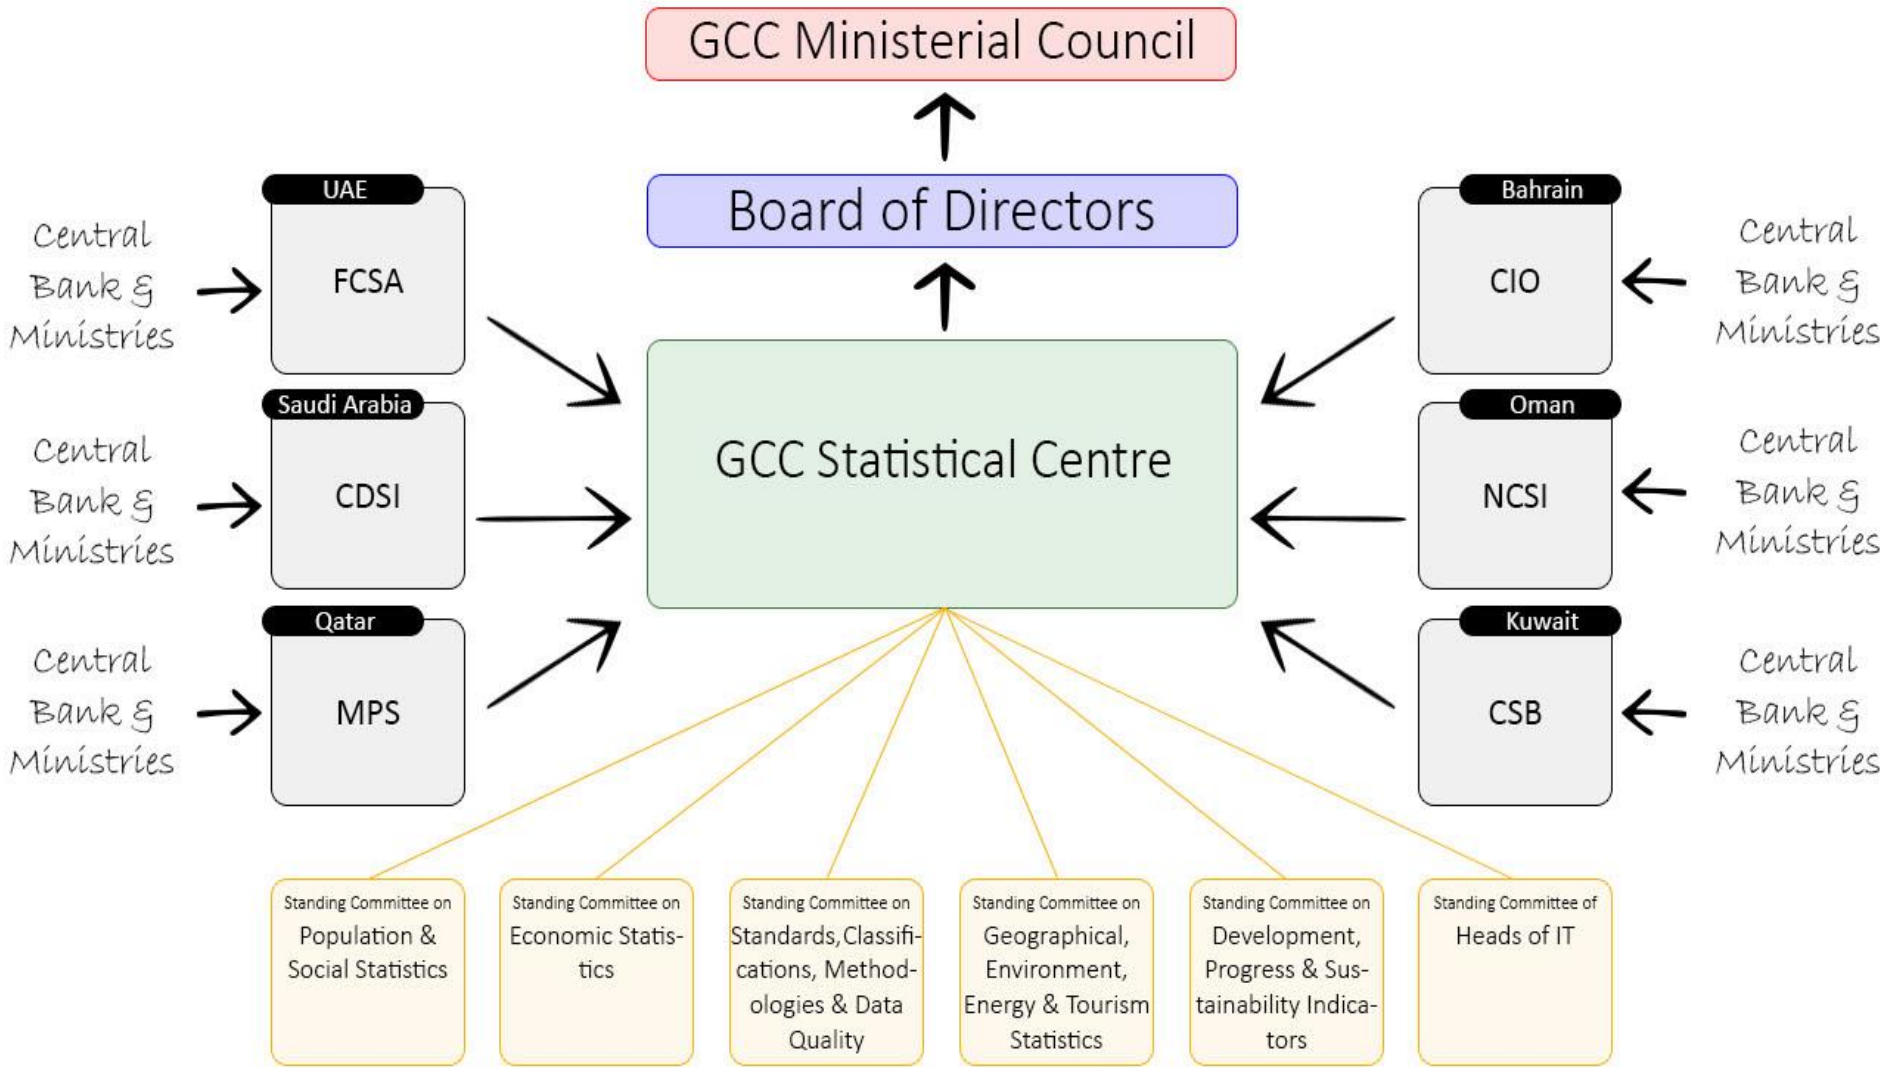 GCC Ministerial Council
Board of Directors
UAE
Central
Bank &
Ministries
FCSA
Saudi Arabia
Central
Bank &
Ministries
CDSI
Qatar
Central
Bank &
Ministries
MPS
GCC Statistical Centre
Bahrain
CIO
Central
Bank &
Ministries
Oman
NCSI
Central
Bank &
Ministries
Kuwait
CSB
Central
Bank &
Ministries
Standing Committee on
Population &
Social Statistics
Standing Committee on
Economic Statis-
tics
Standing Committee on
Standards, Classifi-
cations, Method-
ologies & Data
Quality
Standing Committee on
Geographical,
Environment,
Energy & Tourism
Statistics
Standing Committee on
Development,
Progress & Sus-
tainability Indica-
tors
Standing Committee of
Heads of IT